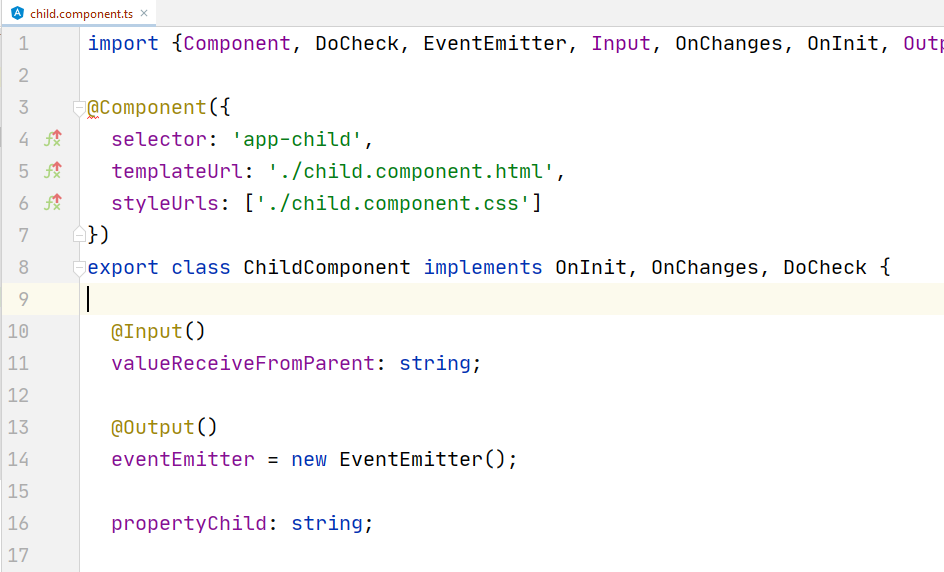 child.component.ts
1 import {Component, DoCheck, EventEmitter, Input, OnChanges, OnInit,
2
3 @Component({
4 selector: 'app-child',
5 templateUrl: './child.component.html',
6 styleUrls: ['./child.component.css']
7 })
8 export class ChildComponent implements OnInit, OnChanges, DoCheck {
9
10 @Input()
11 valueReceiveFromParent: string;
12
13 @Output()
14 eventEmitter = new EventEmitter();
15
16 propertyChild: string;
17